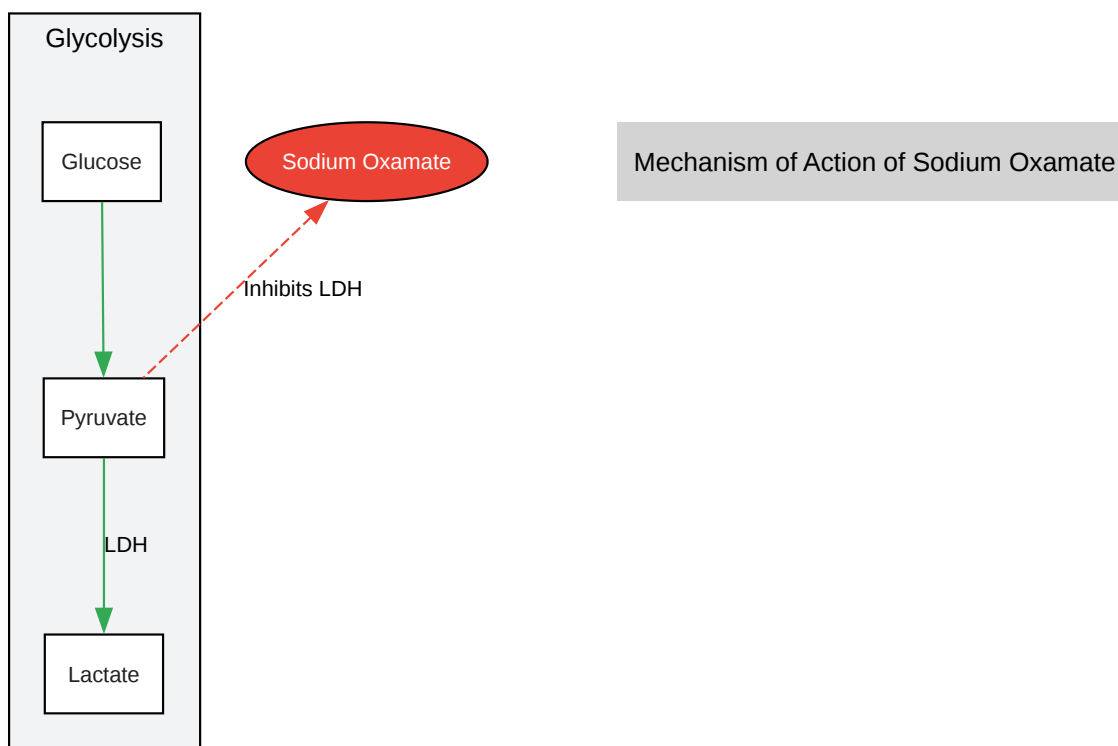 Glycolysis
Glucose
Sodium Oxamate
Mechanism of Action of Sodium Oxamate
Inhibits LDH
Pyruvate
LDH
Lactate